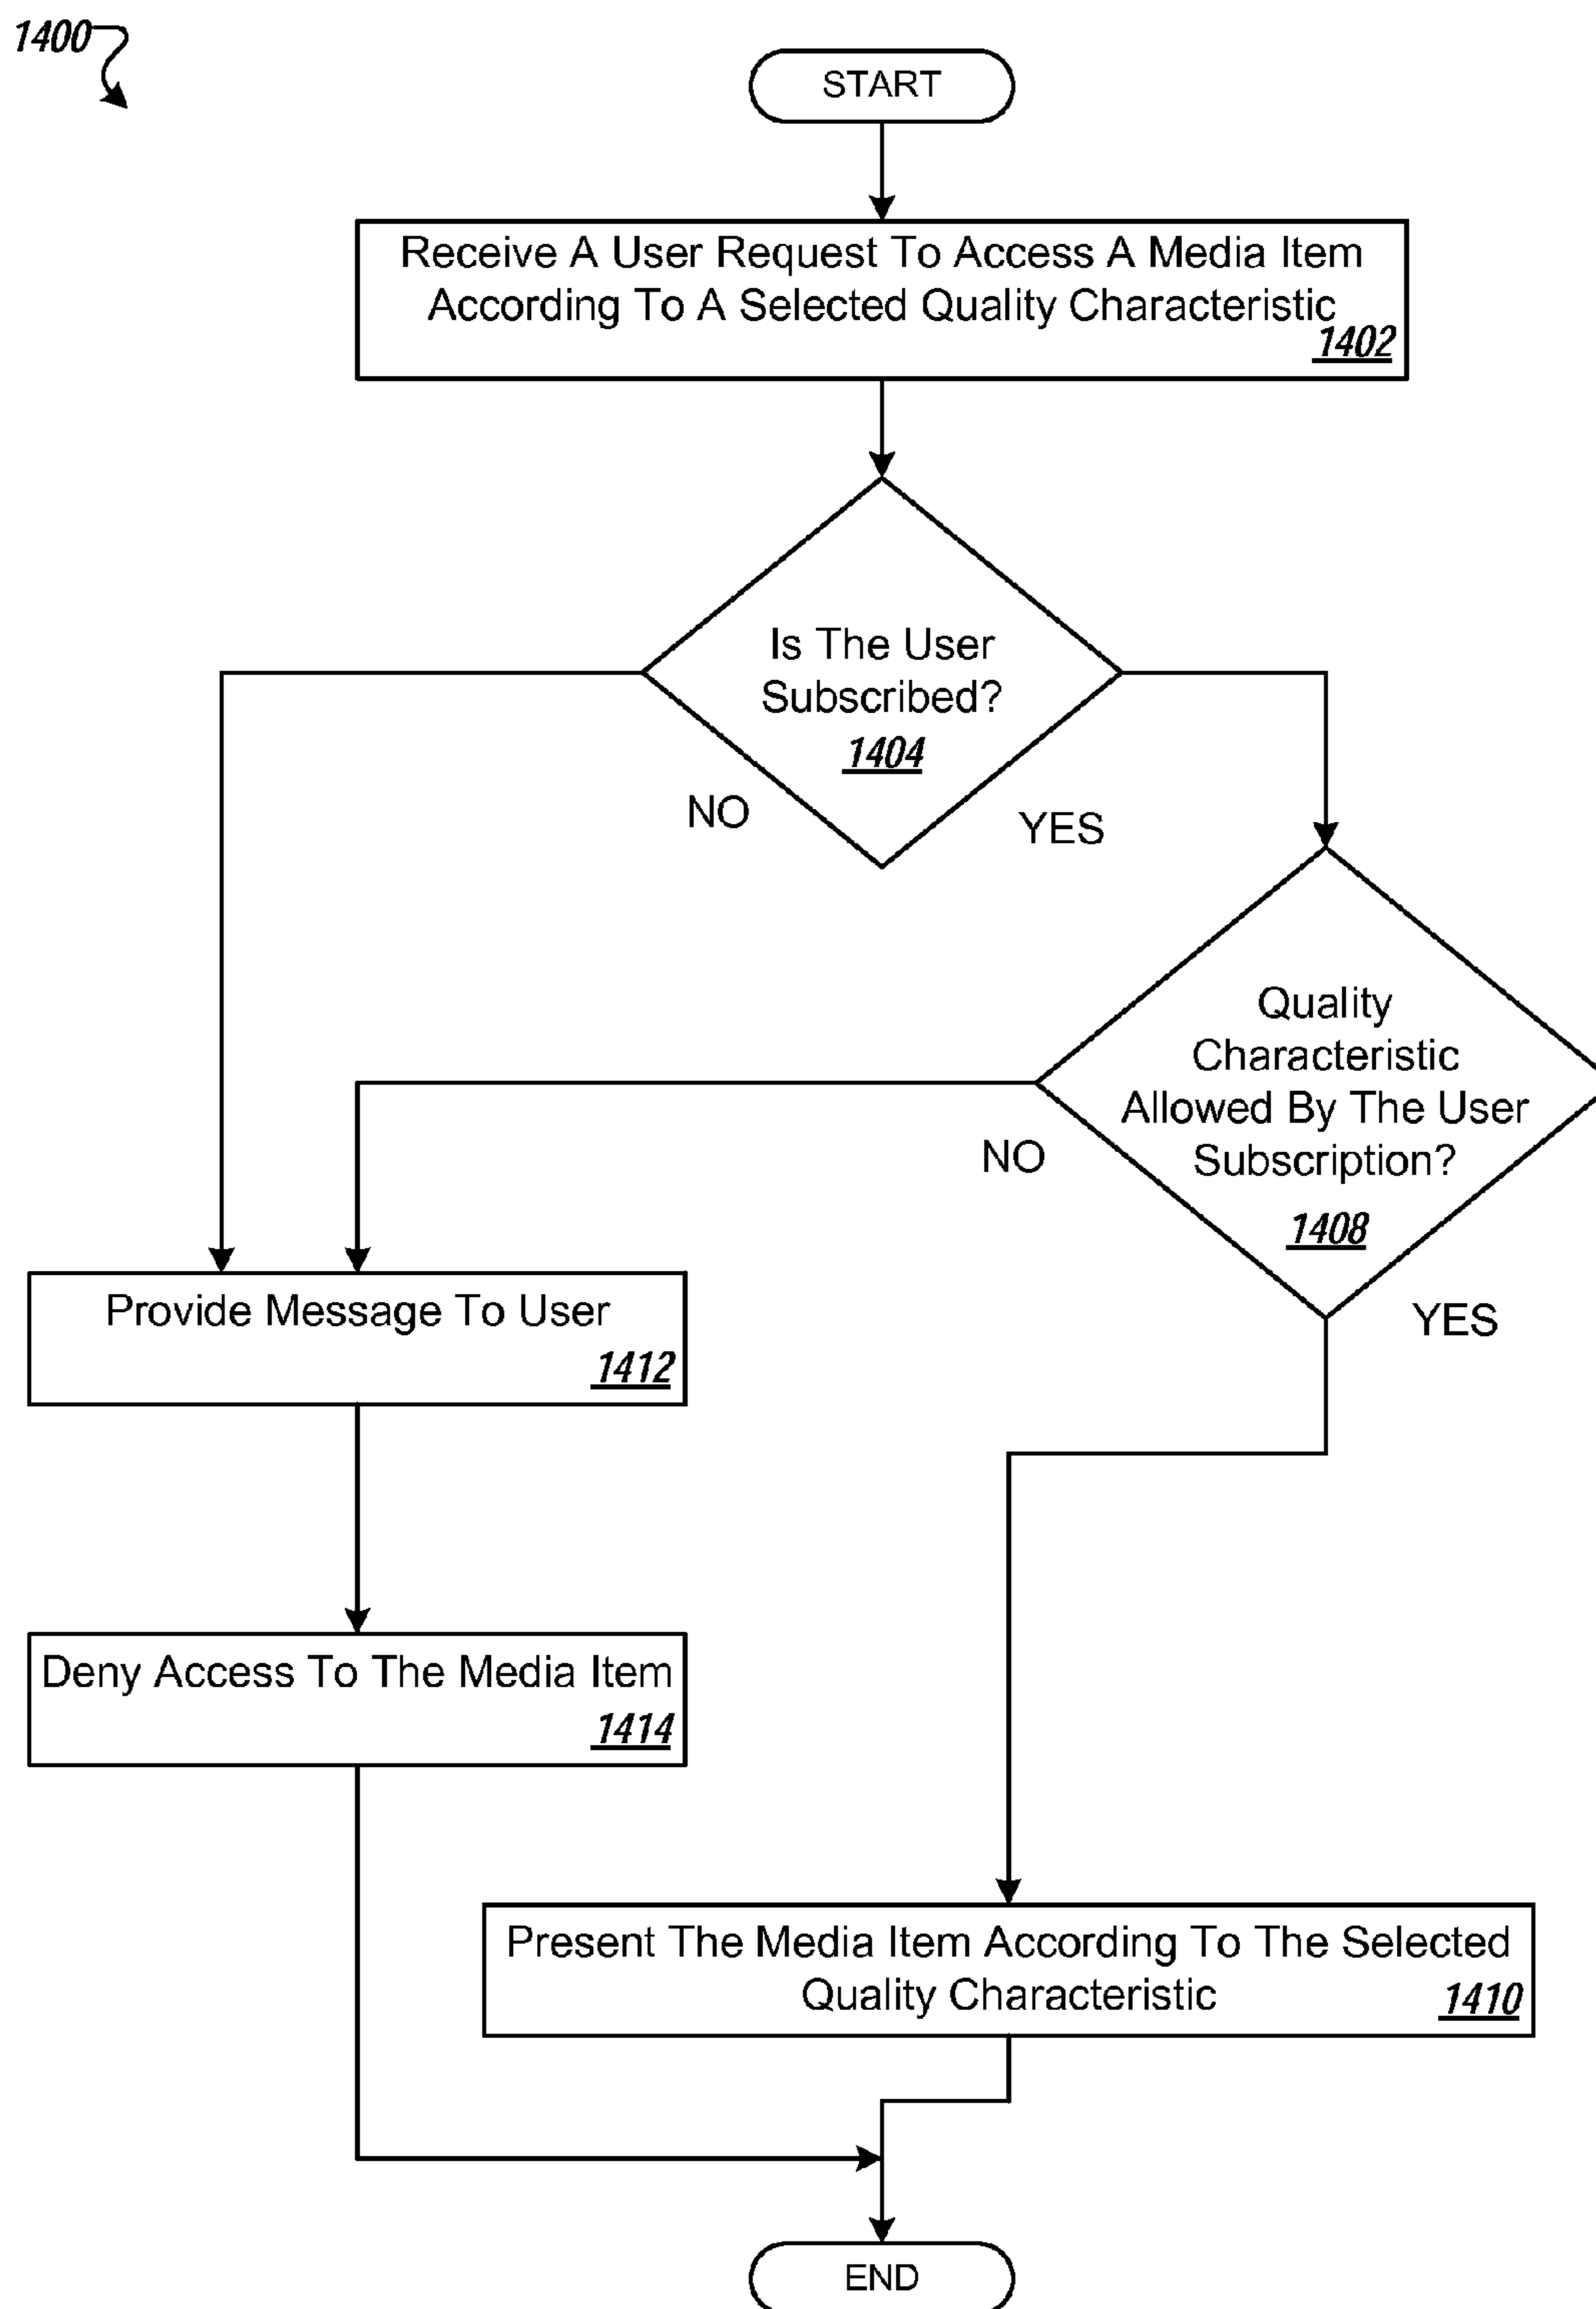 1400
START
Receive A User Request To Access A Media Item
According To A Selected Quality Characteristic
1402
Is The User
Subscribed?
1404
NO
YES
Quality
Characteristic
Allowed By The User
Subscription?
1408
NO
YES
Provide Message To User
1412
Deny Access To The Media Item
1414
Present The Media Item According To The Selected
Quality Characteristic
1410
END